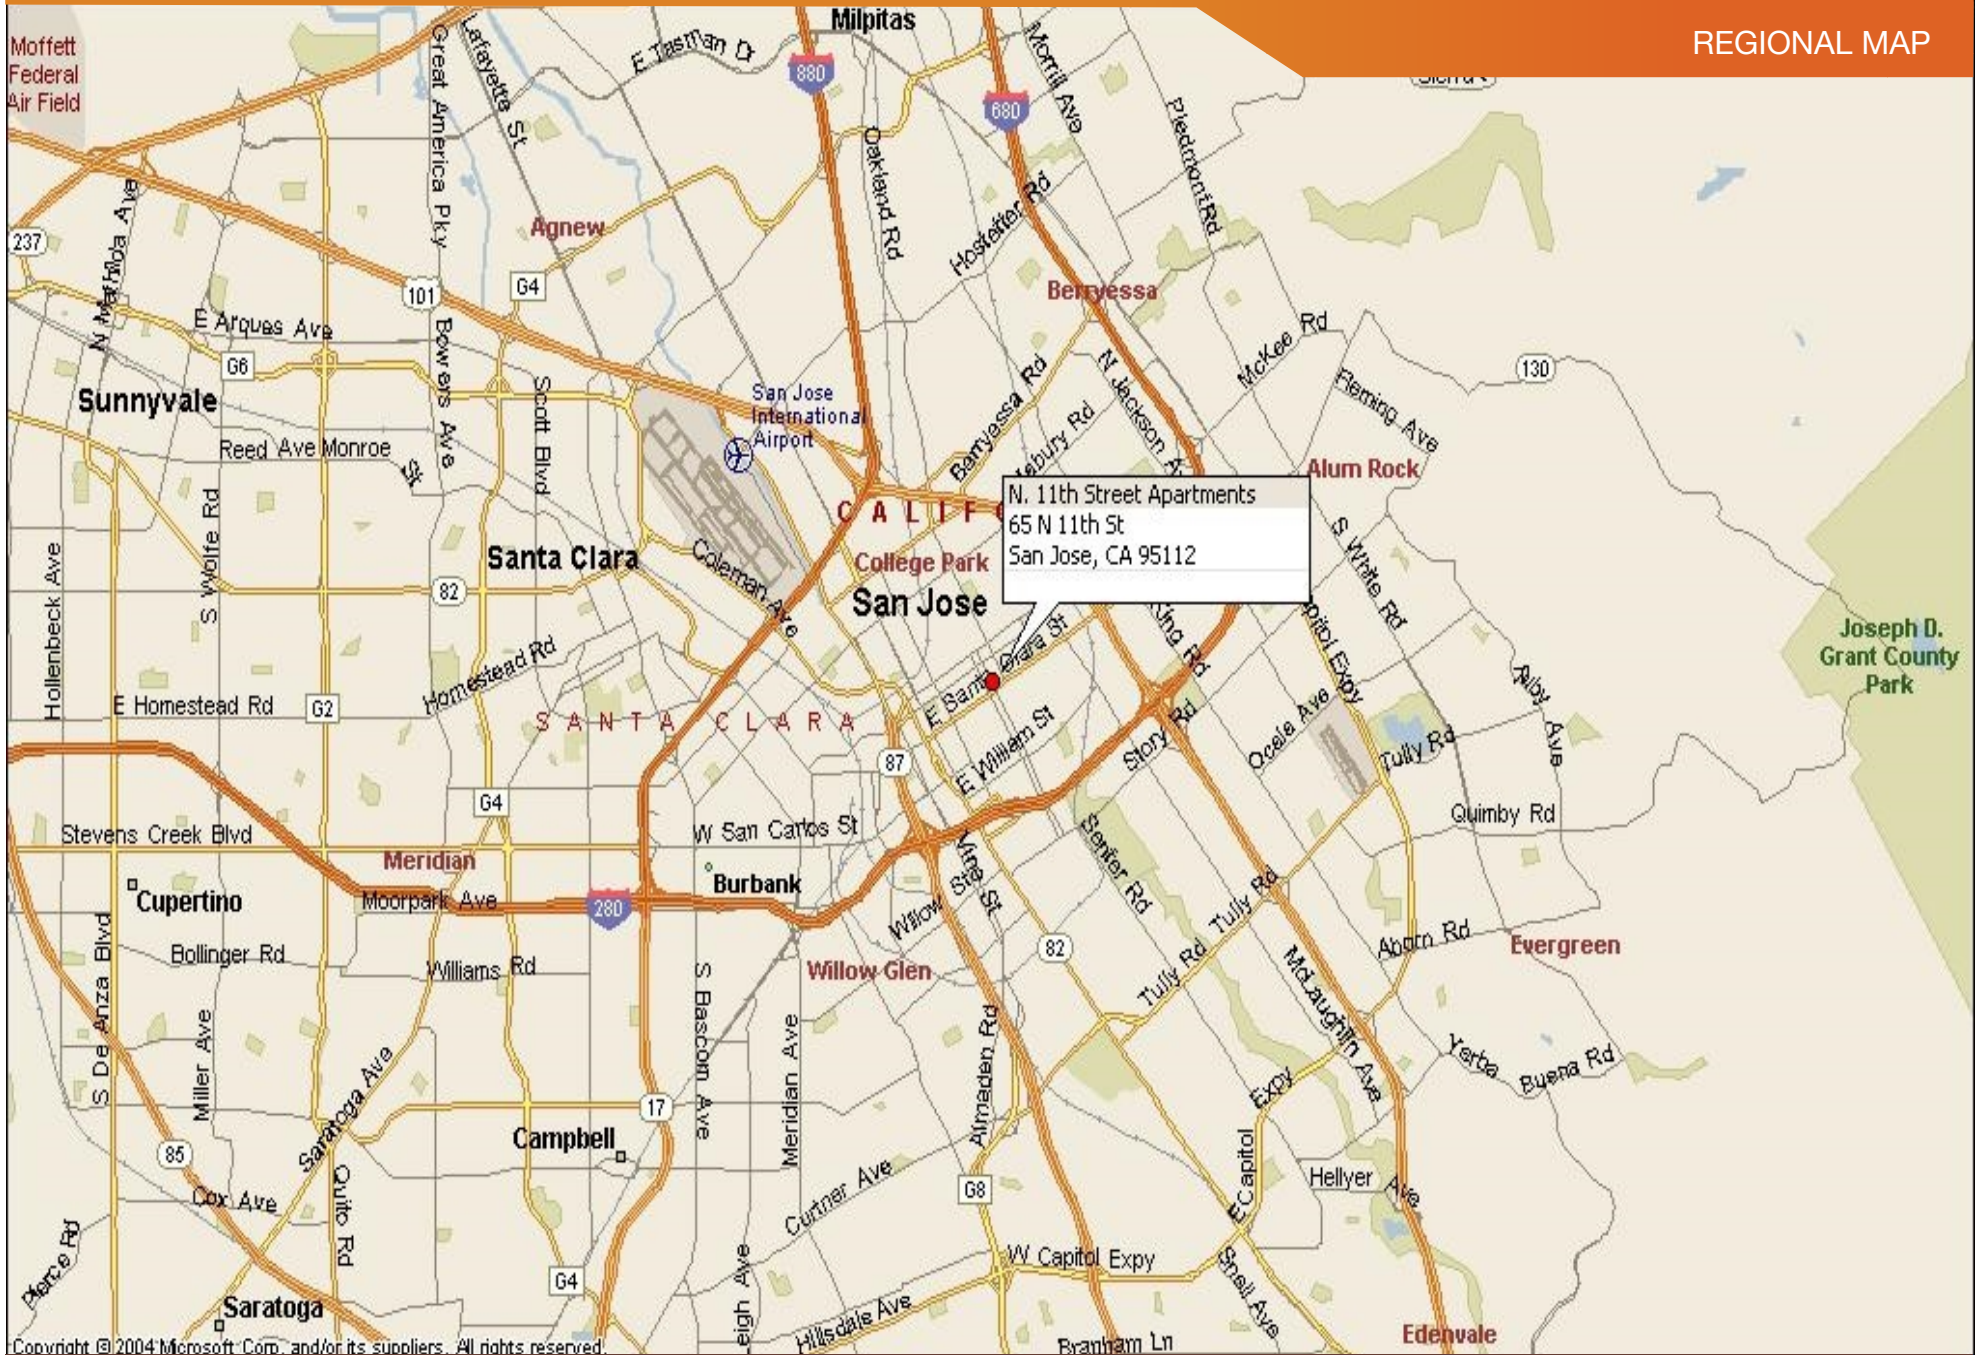 REGIONAL MAP
Milpitas
Moffett
Federal
Air Field
Great America Pky
Lafayette St
E Tasman Dr
880
680
Morrill Ave
Piedmont Rd
Oakland Rd
Hostetter Rd
Agnew
237
N Mathilda Ave
101
G4
Berryessa
E Arques Ave
Bowers Ave
McKee Rd
G6
130
Sunnyvale
Scott Blvd
San Jose
International
Airport
Berryessa Rd
N Jackson
Fleming Ave
Reed Ave Monroe
St
Alum Rock
CALIF
N. 11th Street Apartments
65 N 11th St
San Jose, CA 95112
S Wolfe Rd
Hollenbeck Ave
Santa Clara
Coleman Ave
College Park
San Jose
S White Rd
82
King Rd
Joseph D.
Grant County
Park
Homestead Rd
E Santa Clara St
E Homestead Rd
G2
SANTA CLARA
E William St
Story Rd
Ocala Ave
Tully Rd
Ave
87
G4
Stevens Creek Blvd
W San Carlos St
Quimby Rd
Meridian
Cupertino
Moorpark Ave
280
Burbank
Vine St
Willow
Senter Rd
Tully Rd
Bollinger Rd
Williams Rd
Willow Glen
82
Tully Rd
Aborn Rd
Evergreen
S De Anza Blvd
Miller Ave
Saratoga Ave
S Bascom Ave
Meridian Ave
Almaden Rd
McLaughlin Ave
Yerba Buena Rd
Expy
17
Campbell
85
E Capitol
Hellyer Ave
Cox Ave
Quito Rd
Curtner Ave
G8
Pierce Rd
W Capitol Expy
Snell Ave
G4
Saratoga
Hillsdale Ave
Branham Ln
Edenvale
Copyright © 2004 Microsoft Corp. and/or its suppliers. All rights reserved.